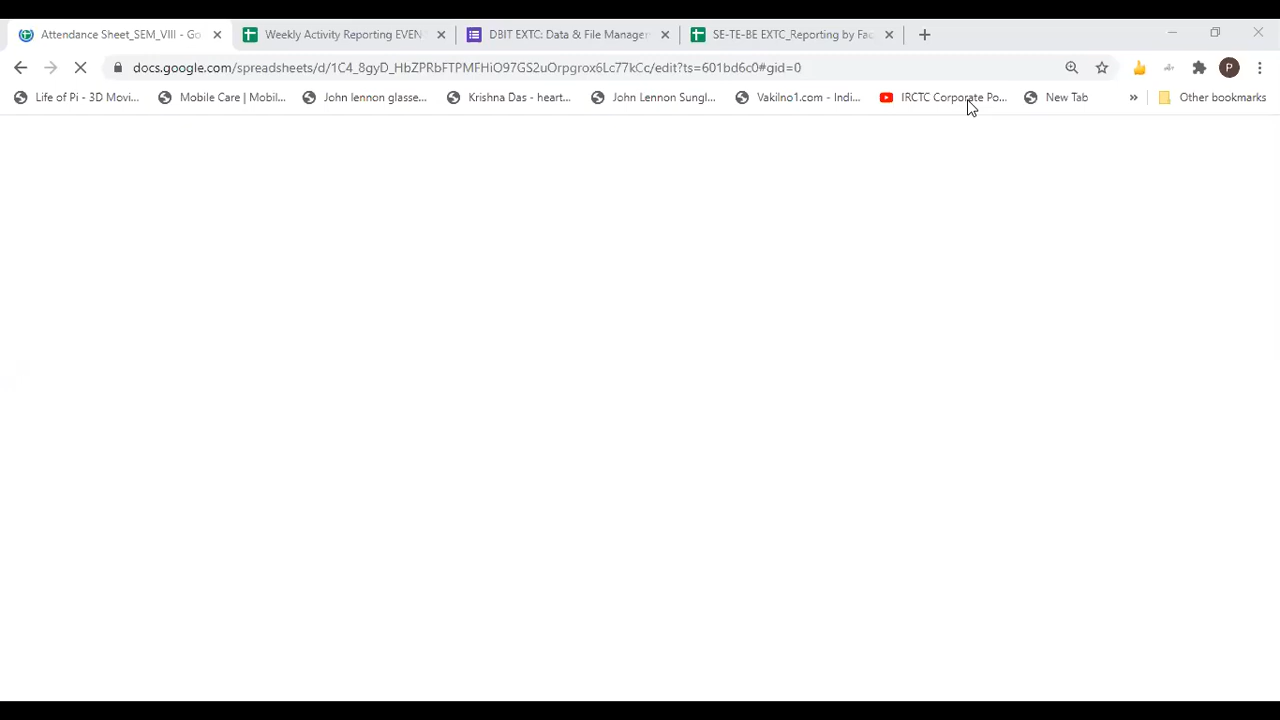 Attendance Sheet_SEM_VIII - Go
Weekly Activity Reporting EVEN
DBIT EXTC: Data & File Manager
SE-TE-BE EXTC_Reporting by Fac
docs.google.com/spreadsheets/d/1C4_8gyD_HbZPRbFTPMFHiO97GS2uOrpgrox6Lc77kCc/edit?ts=601bd6c0#gid=0
P
Life of Pi - 3D Movi...
Mobile Care | Mobil...
John lennon glasse...
Krishna Das - heart...
John Lennon Sungl...
Vakilno1.com - Indi...
IRCTC Corporate Po...
New Tab
»
Other bookmarks